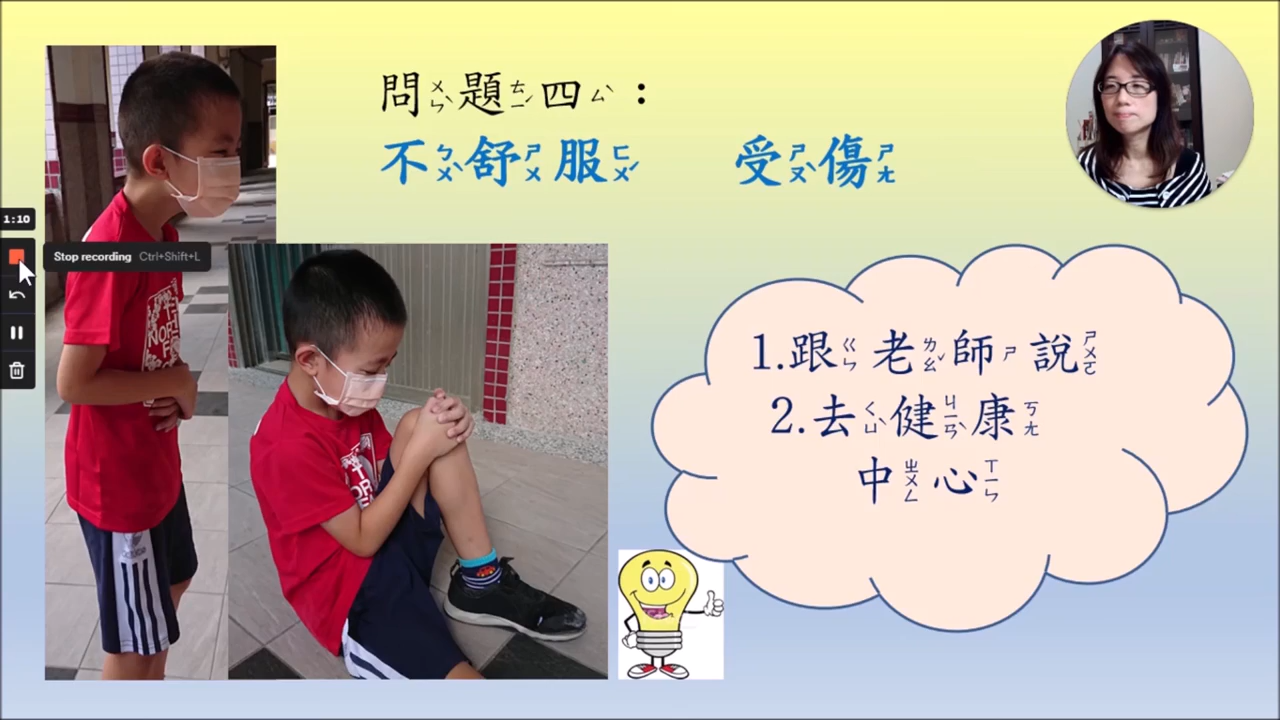 問ㄨㄣˋ題ㄊㄧˊ四ㄙˋ：
不ㄅㄨˋ舒ㄕㄨ服ㄈㄨˊ 受ㄕㄡˋ傷ㄕㄤ
1:10
Stop recording Ctrl+Shift+L
1.跟ㄍㄣ老ㄌㄠˇ師ㄕ說ㄕㄨㄛ
2.去ㄑㄩˋ健ㄐㄧㄢˋ康ㄎㄤ
中ㄓㄨㄥ心ㄒㄧㄣ